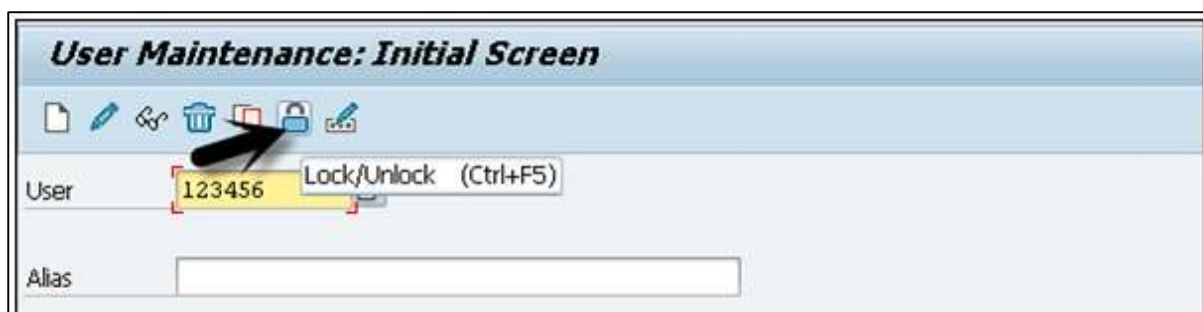 User Maintenance: Initial Screen
Lock/Unlock (Ctrl+F5)
User 123456
Alias